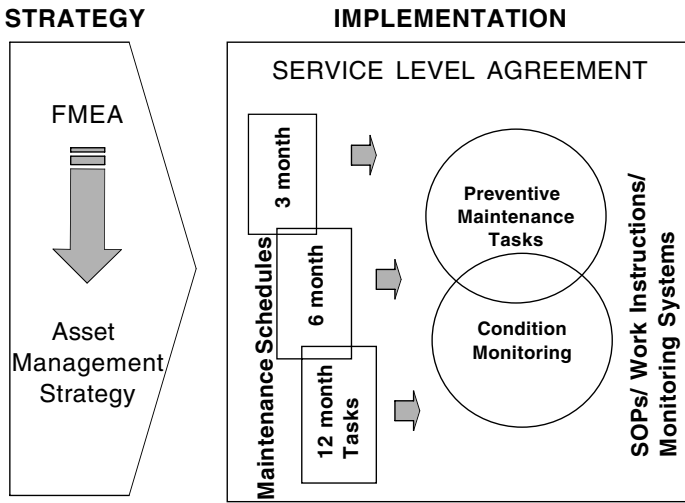 STRATEGY
FMEA
Asset
Management
Strategy
IMPLEMENTATION
SERVICE LEVEL AGREEMENT
Maintenance Schedules
3 month
6 month
12 month
Tasks
Preventive
Maintenance
Tasks
Condition
Monitoring
SOPs/ Work Instructions/
Monitoring Systems